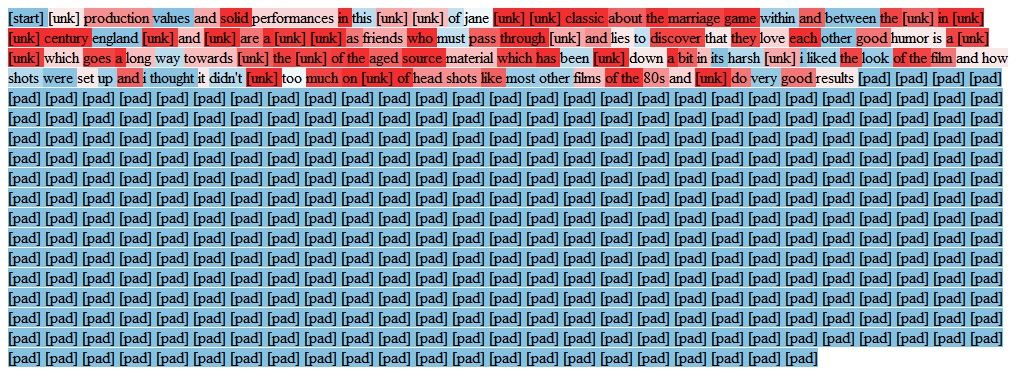 [start] [unk] production values and solid performances in this [unk] [unk] of jane [unk] [unk] classic about the marriage game within and between the [unk] in [unk]
[unk] century england [unk] and [unk] are a [unk] [unk] as friends who must pass through [unk] and lies to discover that they love each other good humor is a [unk]
[unk] which goes a long way towards [unk] the [unk] of the aged source material which has been [unk] down a bit in its harsh [unk] i liked the look of the film and how
shots were set up and i thought it didn't [unk] too much on [unk] of head shots like most other films of the 80s and [unk] do very good results [pad] [pad] [pad] [pad]
[pad] [pad] [pad] [pad] [pad] [pad] [pad] [pad] [pad] [pad] [pad] [pad] [pad] [pad] [pad] [pad] [pad] [pad] [pad] [pad] [pad] [pad] [pad] [pad] [pad] [pad] [pad]
[pad] [pad] [pad] [pad] [pad] [pad] [pad] [pad] [pad] [pad] [pad] [pad] [pad] [pad] [pad] [pad] [pad] [pad] [pad] [pad] [pad] [pad] [pad] [pad] [pad] [pad] [pad]
[pad] [pad] [pad] [pad] [pad] [pad] [pad] [pad] [pad] [pad] [pad] [pad] [pad] [pad] [pad] [pad] [pad] [pad] [pad] [pad] [pad] [pad] [pad] [pad] [pad] [pad] [pad]
[pad] [pad] [pad] [pad] [pad] [pad] [pad] [pad] [pad] [pad] [pad] [pad] [pad] [pad] [pad] [pad] [pad] [pad] [pad] [pad] [pad] [pad] [pad] [pad] [pad] [pad] [pad]
[pad] [pad] [pad] [pad] [pad] [pad] [pad] [pad] [pad] [pad] [pad] [pad] [pad] [pad] [pad] [pad] [pad] [pad] [pad] [pad] [pad] [pad] [pad] [pad] [pad] [pad] [pad]
[pad] [pad] [pad] [pad] [pad] [pad] [pad] [pad] [pad] [pad] [pad] [pad] [pad] [pad] [pad] [pad] [pad] [pad] [pad] [pad] [pad] [pad] [pad] [pad] [pad] [pad] [pad]
[pad] [pad] [pad] [pad] [pad] [pad] [pad] [pad] [pad] [pad] [pad] [pad] [pad] [pad] [pad] [pad] [pad] [pad] [pad] [pad] [pad] [pad] [pad] [pad] [pad] [pad] [pad]
[pad] [pad] [pad] [pad] [pad] [pad] [pad] [pad] [pad] [pad] [pad] [pad] [pad] [pad] [pad] [pad] [pad] [pad] [pad] [pad] [pad] [pad] [pad] [pad] [pad] [pad] [pad]
[pad] [pad] [pad] [pad] [pad] [pad] [pad] [pad] [pad] [pad] [pad] [pad] [pad] [pad] [pad] [pad] [pad] [pad] [pad] [pad] [pad] [pad] [pad] [pad] [pad] [pad] [pad]
[pad] [pad] [pad] [pad] [pad] [pad] [pad] [pad] [pad] [pad] [pad] [pad] [pad] [pad] [pad] [pad] [pad] [pad] [pad] [pad] [pad] [pad] [pad] [pad] [pad] [pad] [pad]
[pad] [pad] [pad] [pad] [pad] [pad] [pad] [pad] [pad] [pad] [pad] [pad] [pad] [pad] [pad] [pad] [pad] [pad] [pad] [pad] [pad] [pad] [pad] [pad] [pad] [pad] [pad]
[pad] [pad] [pad] [pad] [pad] [pad] [pad] [pad] [pad] [pad] [pad] [pad] [pad] [pad] [pad] [pad] [pad] [pad] [pad] [pad] [pad] [pad] [pad] [pad] [pad] [pad] [pad]
[pad] [pad] [pad] [pad] [pad] [pad] [pad] [pad] [pad] [pad] [pad] [pad] [pad] [pad] [pad] [pad] [pad] [pad] [pad] [pad] [pad] [pad] [pad] [pad] [pad] [pad] [pad]
[pad] [pad] [pad] [pad] [pad] [pad] [pad] [pad] [pad] [pad] [pad] [pad] [pad] [pad] [pad] [pad] [pad] [pad] [pad] [pad] [pad] [pad]